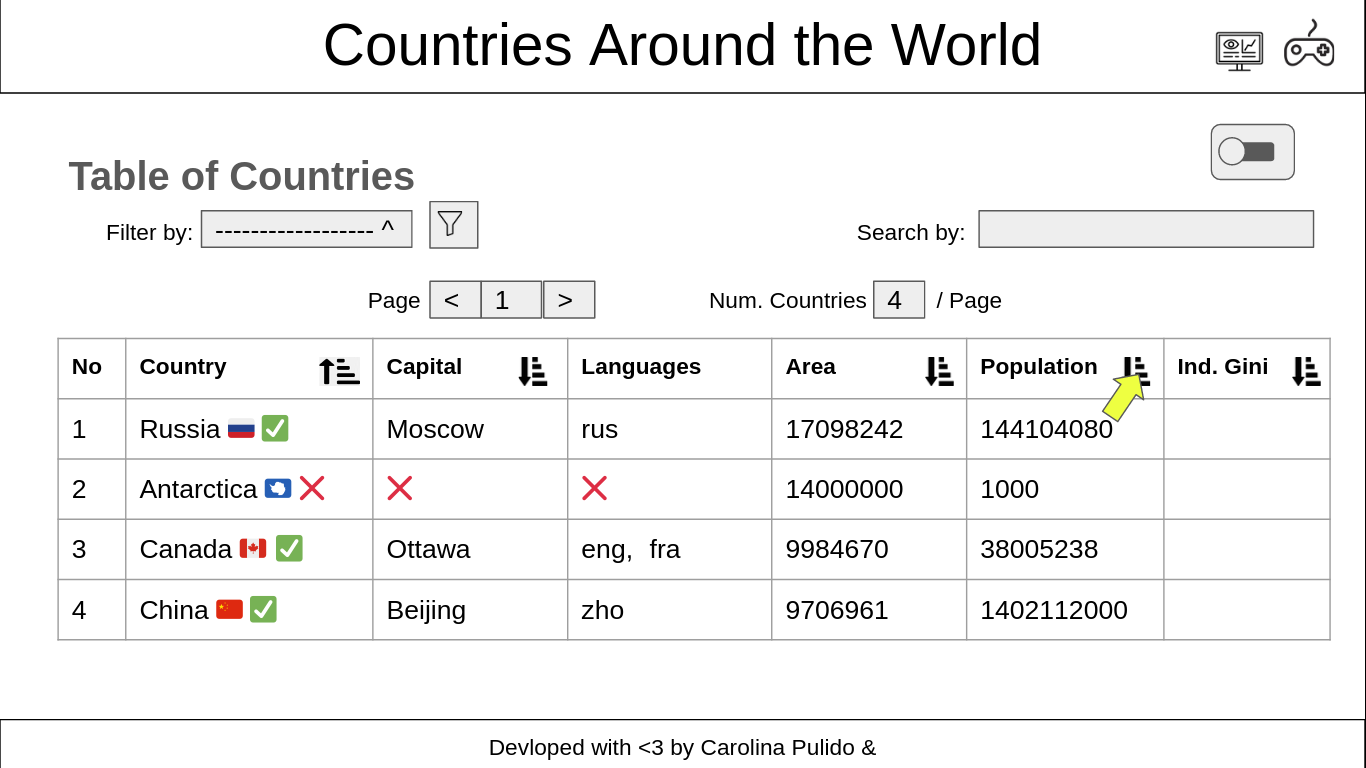 Countries Around the World
Table of Countries
Filter by: ------------------ ^
Search by:
Page < 1 > Num. Countries 4 / Page
No Country Capital Languages Area Population Ind. Gini
1 Russia Moscow rus 17098242 144104080
2 Antarctica 14000000 1000
3 Canada Ottawa eng, fra 9984670 38005238
4 China Beijing zho 9706961 1402112000
Devloped with <3 by Carolina Pulido &